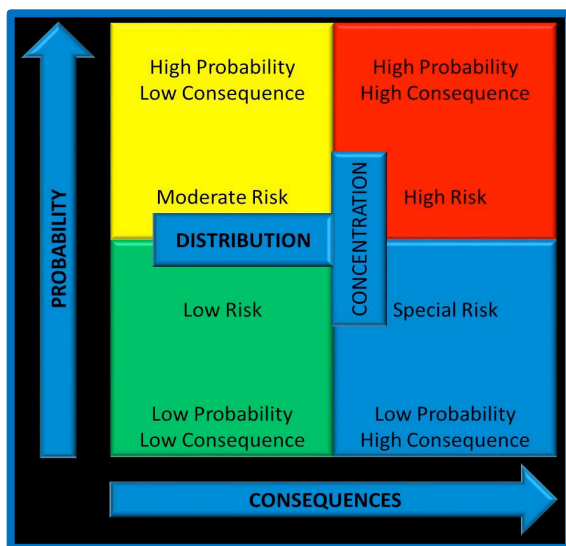 High Probability
Low Consequence
High Probability
High Consequence
PROBABILITY
Moderate Risk
CONCENTRATION
High Risk
DISTRIBUTION
Low Risk
Special Risk
Low Probability
Low Consequence
Low Probability
High Consequence
CONSEQUENCES